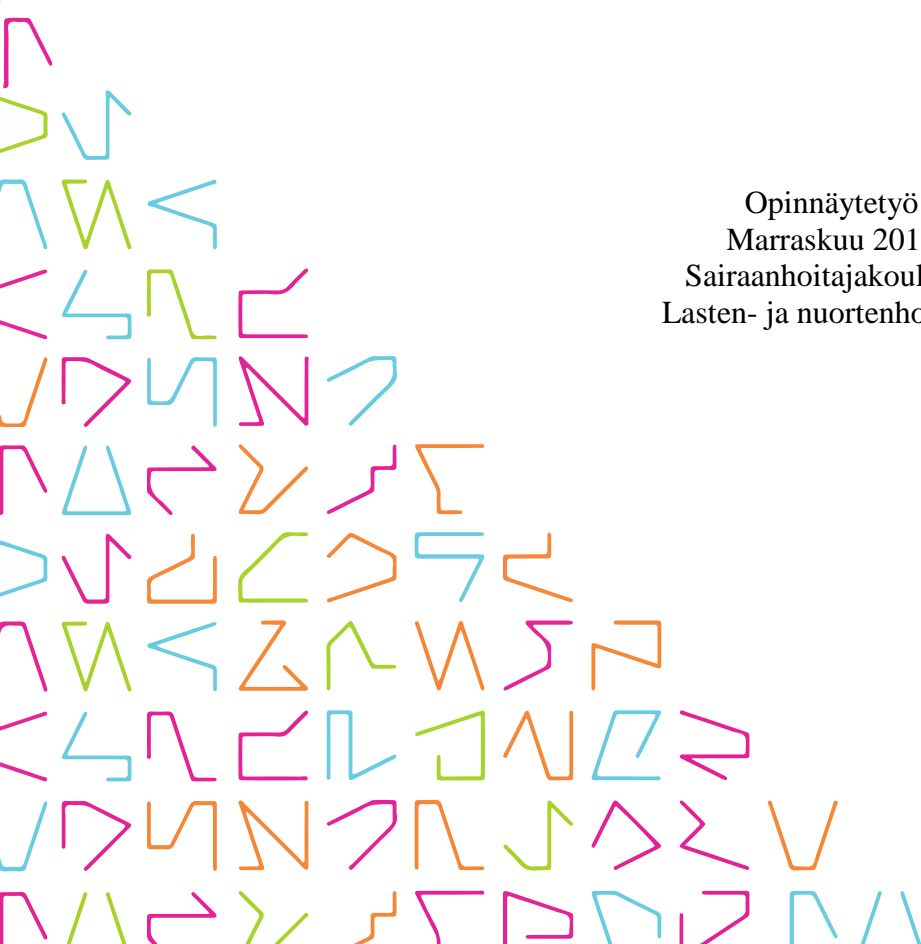 Opinnäytetyö
Marraskuu 201
Sairaanhoitajakoul
Lasten- ja nuortenho